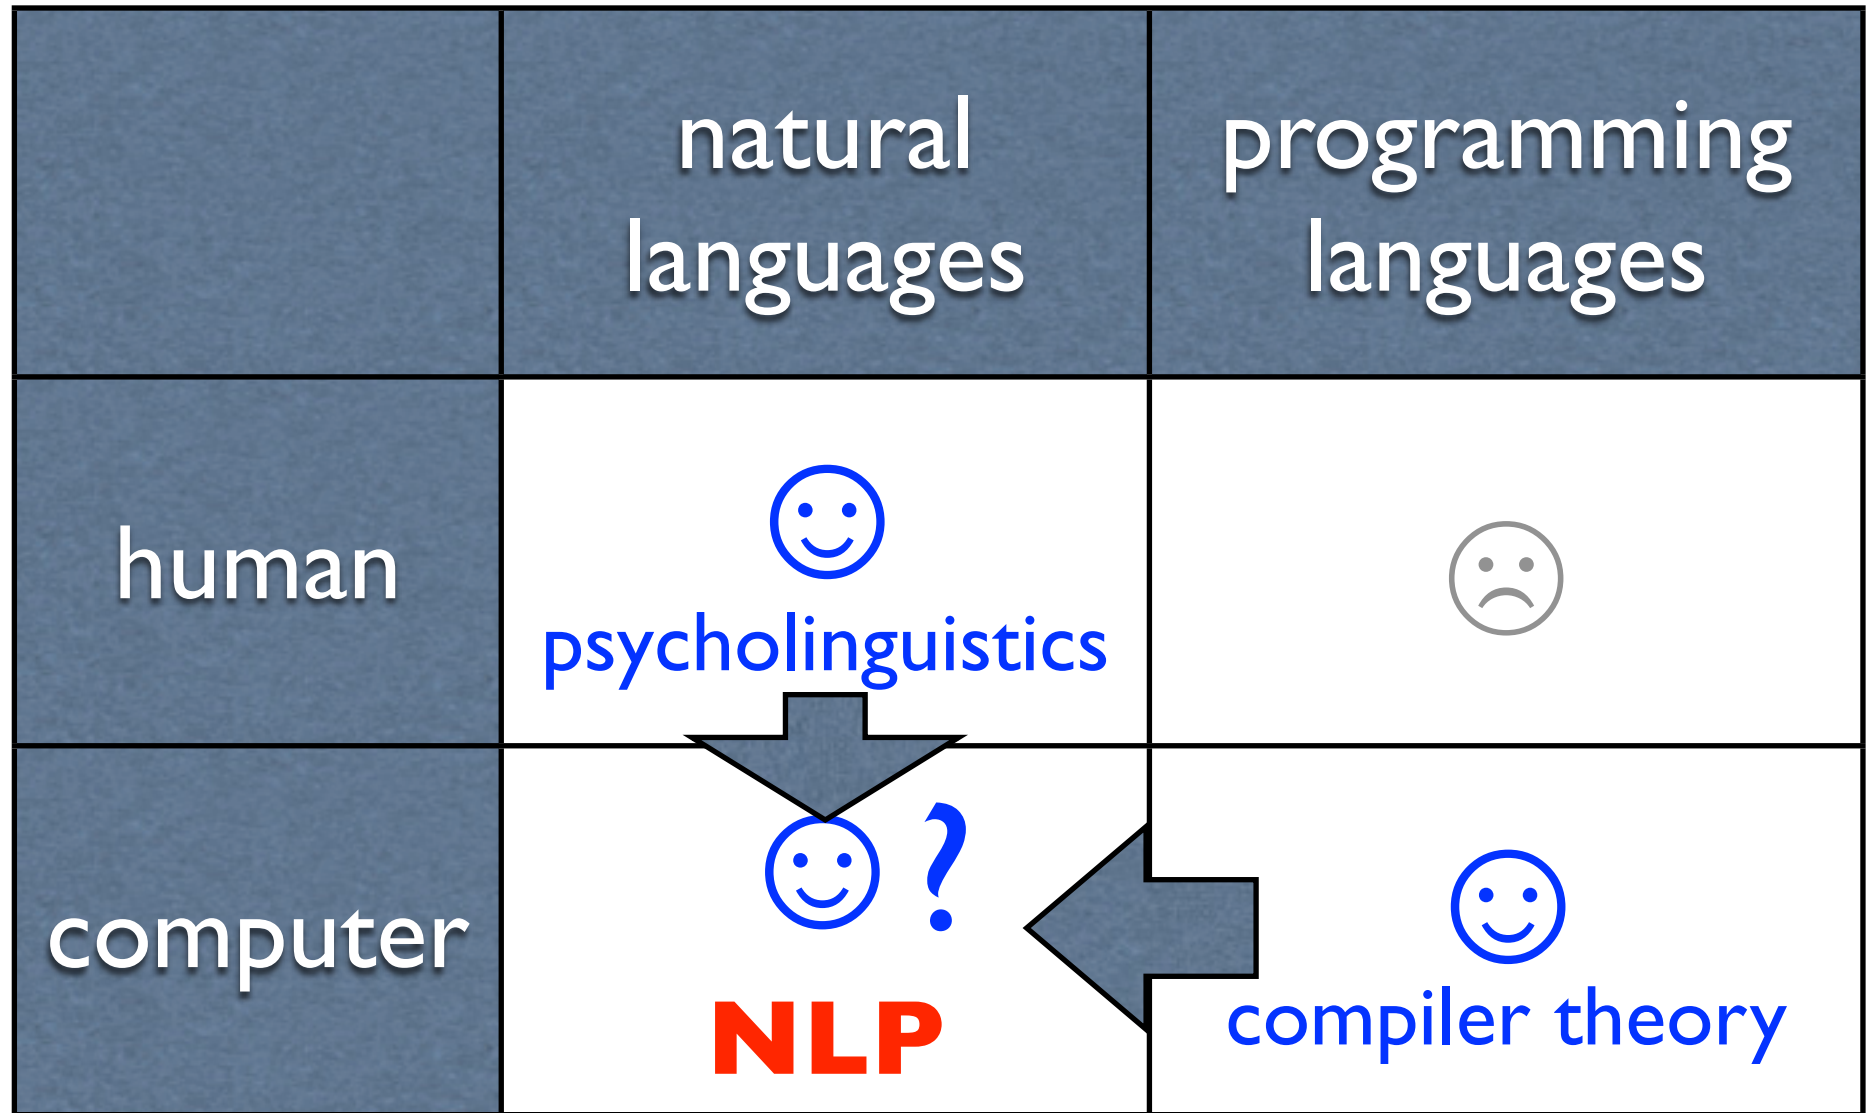 natural
languages
programming
languages
human
psycholinguistics
computer
?
NLP
compiler theory